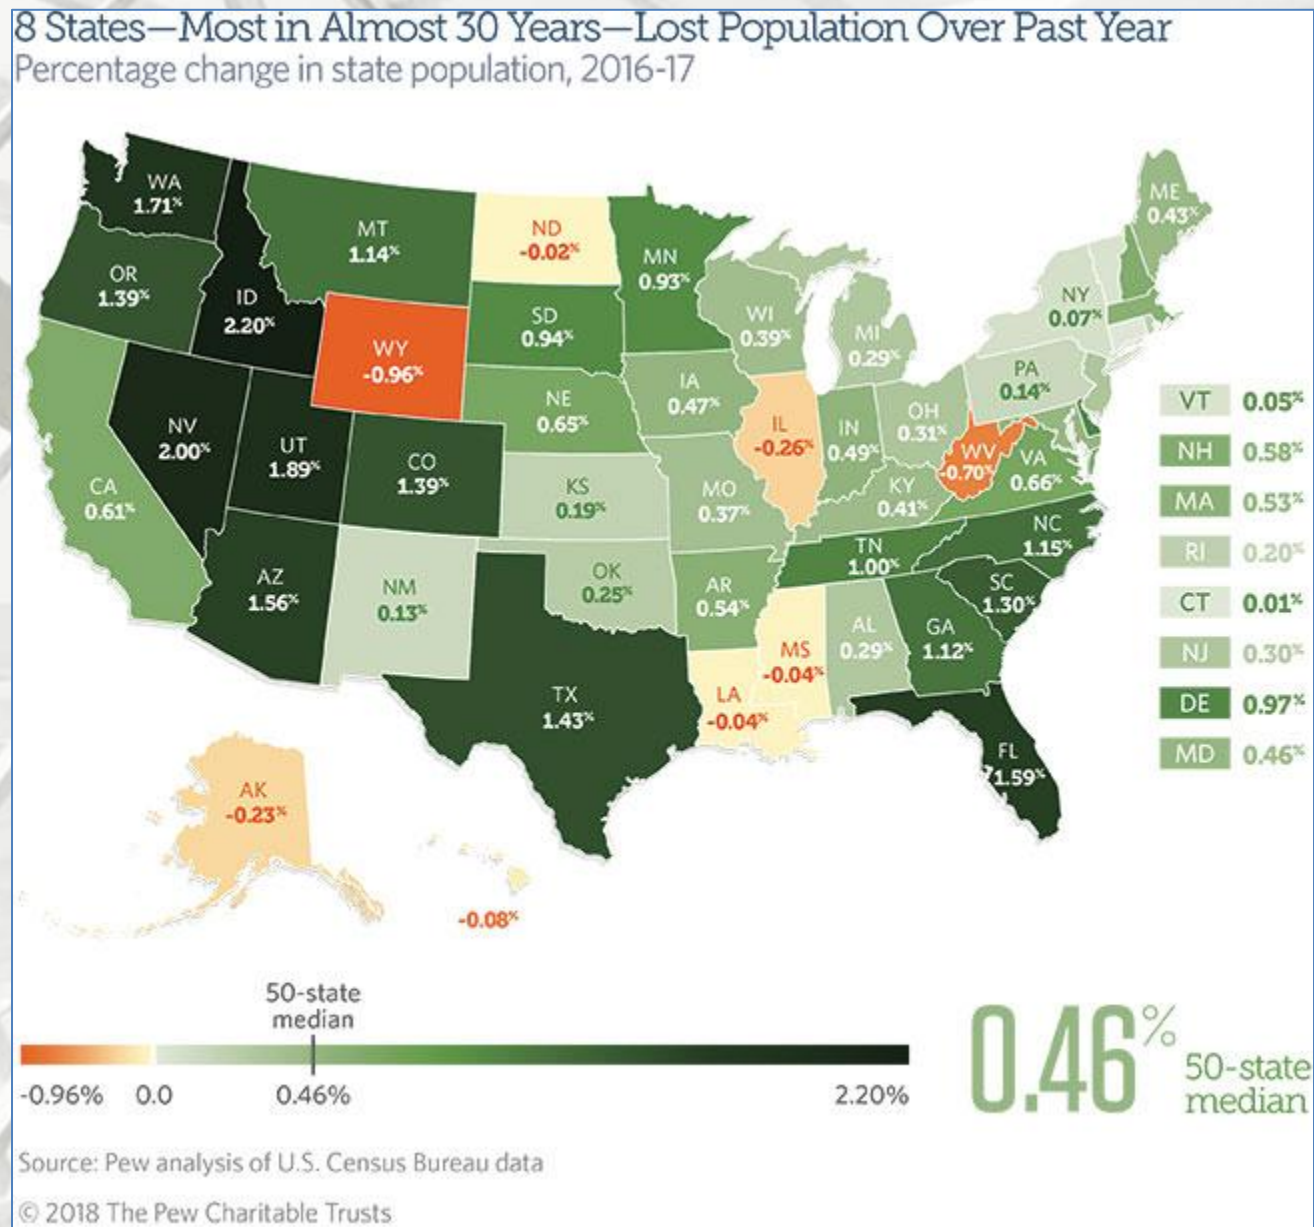 8 States—Most in Almost 30 Years—Lost Population Over Past Year
Percentage change in state population, 2016-17
WA
1.71%
OR
1.39%
ID
2.20%
MT
1.14%
ND
-0.02%
MN
0.93%
ME
0.43%
WY
-0.96%
SD
0.94%
WI
0.39%
MI
0.29%
NY
0.07%
NV
2.00%
UT
1.89%
CO
1.39%
NE
0.65%
IA
0.47%
IL
-0.26%
IN
0.49%
OH
0.31%
PA
0.14%
CA
0.61%
KS
0.19%
MO
0.37%
KY
0.41%
WV
-0.70%
VA
0.66%
AZ
1.56%
NM
0.13%
OK
0.25%
AR
0.54%
TN
1.00%
NC
1.15%
SC
1.30%
TX
1.43%
LA
-0.04%
MS
-0.04%
AL
0.29%
GA
1.12%
FL
1.59%
AK
-0.23%
-0.08%
VT 0.05%
NH 0.58%
MA 0.53%
RI 0.20%
CT 0.01%
NJ 0.30%
DE 0.97%
MD 0.46%
50-state
median
-0.96% 0.0 0.46% 2.20%
0.46% 50-state
median
Source: Pew analysis of U.S. Census Bureau data
© 2018 The Pew Charitable Trusts